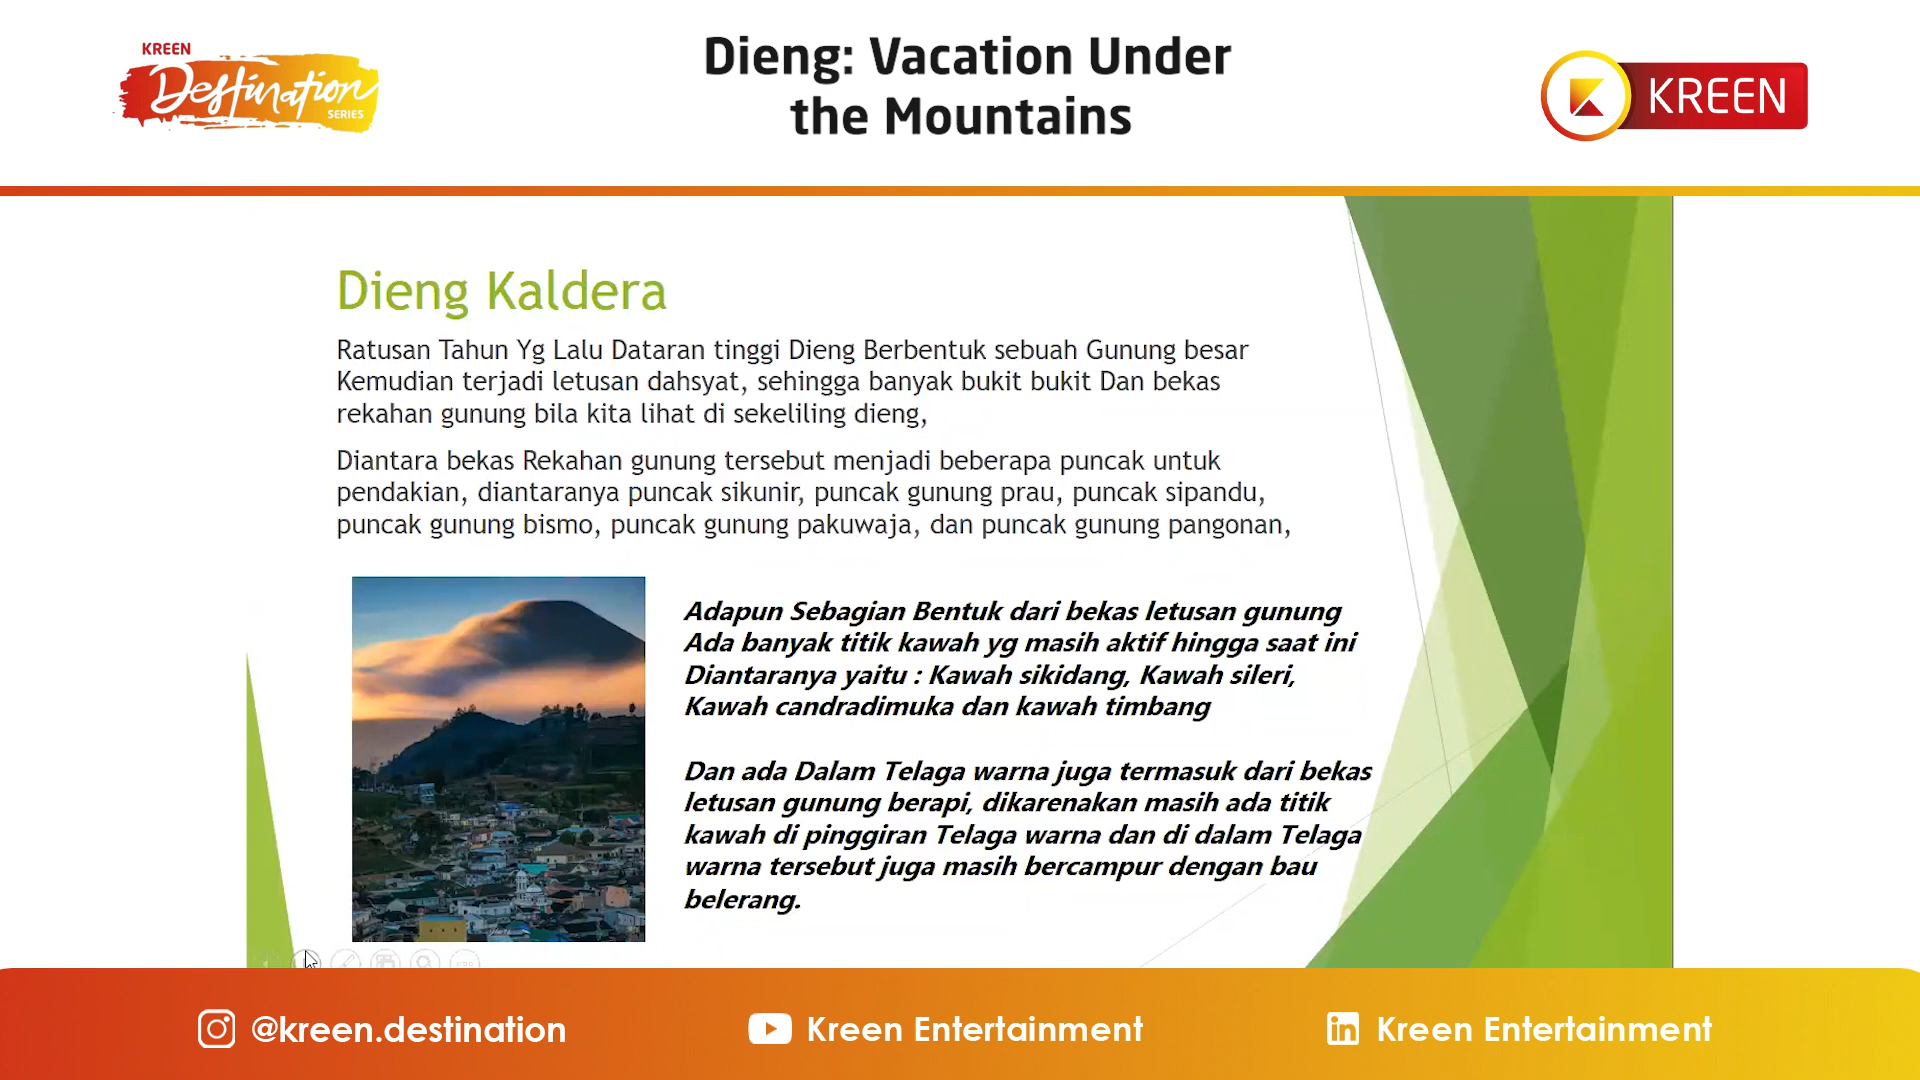 KREEN
Destination
SERIES
Dieng: Vacation Under
the Mountains
KREEN
Dieng Kaldera
Ratusan Tahun Yg Lalu Dataran tinggi Dieng Berbentuk sebuah Gunung besar
Kemudian terjadi letusan dahsyat, sehingga banyak bukit bukit Dan bekas
rekahan gunung bila kita lihat di sekeliling dieng,
Diantara bekas Rekahan gunung tersebut menjadi beberapa puncak untuk
pendakian, diantaranya puncak sikunir, puncak gunung prau, puncak sipandu,
puncak gunung bismo, puncak gunung pakuwaja, dan puncak gunung pangonan,
Adapun Sebagian Bentuk dari bekas letusan gunung
Ada banyak titik kawah yg masih aktif hingga saat ini
Diantaranya yaitu : Kawah sikidang, Kawah sileri,
Kawah candradimuka dan kawah timbang
Dan ada Dalam Telaga warna juga termasuk dari bekas
letusan gunung berapi, dikarenakan masih ada titik
kawah di pinggiran Telaga warna dan di dalam Telaga
warna tersebut juga masih bercampur dengan bau
belerang.
@kreen.destination
Kreen Entertainment
Kreen Entertainment